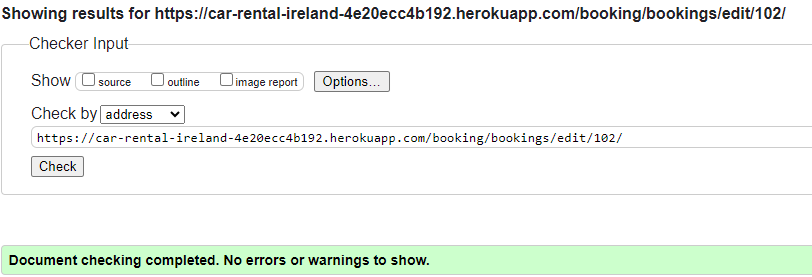 Showing results for https://car-rental-ireland-4e20ecc4b192.herokuapp.com/booking/bookings/edit/102/
Checker Input
Show source outline image report Options...
Check by address
https://car-rental-ireland-4e20ecc4b192.herokuapp.com/booking/bookings/edit/102/
Check
Document checking completed. No errors or warnings to show.